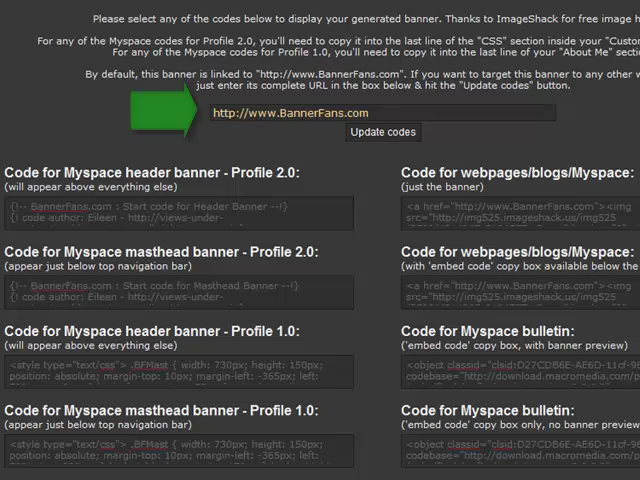 Please select any of the codes below to display your generated banner. Thanks to ImageShack for free image h
For any of the Myspace codes for Profile 2.0, you'll need to copy it into the last line of the "CSS" section inside your "Custom
For any of the Myspace codes for Profile 1.0, you'll need to copy it into the last line of your "About Me" section
By default, this banner is linked to "http://www.BannerFans.com". If you want to target this banner to any other w
just enter its complete URL in the box below & hit the "Update codes" button.
http://www.BannerFans.com
Update codes
Code for Myspace header banner - Profile 2.0:
(will appear above everything else)
{!-- BannerFans.com : Start code for Header Banner --!}
{! code author: Eileen - http://views-under-
Code for Myspace masthead banner - Profile 2.0:
(appear just below top navigation bar)
{!-- BannerFans.com : Start code for Masthead Banner --!}
{! code author: Eileen - http://views-under-
Code for Myspace header banner - Profile 1.0:
(will appear above everything else)
<style type="text/css"> .BFMast { width: 730px; height: 150px;
position: absolute; margin-top: 10px; margin-left: -365px; left:
Code for Myspace masthead banner - Profile 1.0:
(appear just below top navigation bar)
<style type="text/css"> .BFMast { width: 730px; height: 150px;
position: absolute; margin-top: 10px; margin-left: -365px; left:
Code for webpages/blogs/Myspace:
(just the banner)
<a href="http://www.BannerFans.com"><img
src="http://img525.imageshack.us/img525
Code for webpages/blogs/Myspace:
(with 'embed code' copy box available below the
<a href="http://www.BannerFans.com"><img
src="http://img525.imageshack.us/img525
Code for Myspace bulletin:
('embed code' copy box, with banner preview)
<object classid="clsid:D27CDB6E-AE6D-11cf-96
codebase="http://download.macromedia.com/
Code for Myspace bulletin:
('embed code' copy box only, no banner preview
<object classid="clsid:D27CDB6E-AE6D-11cf-96
codebase="http://download.macromedia.com/